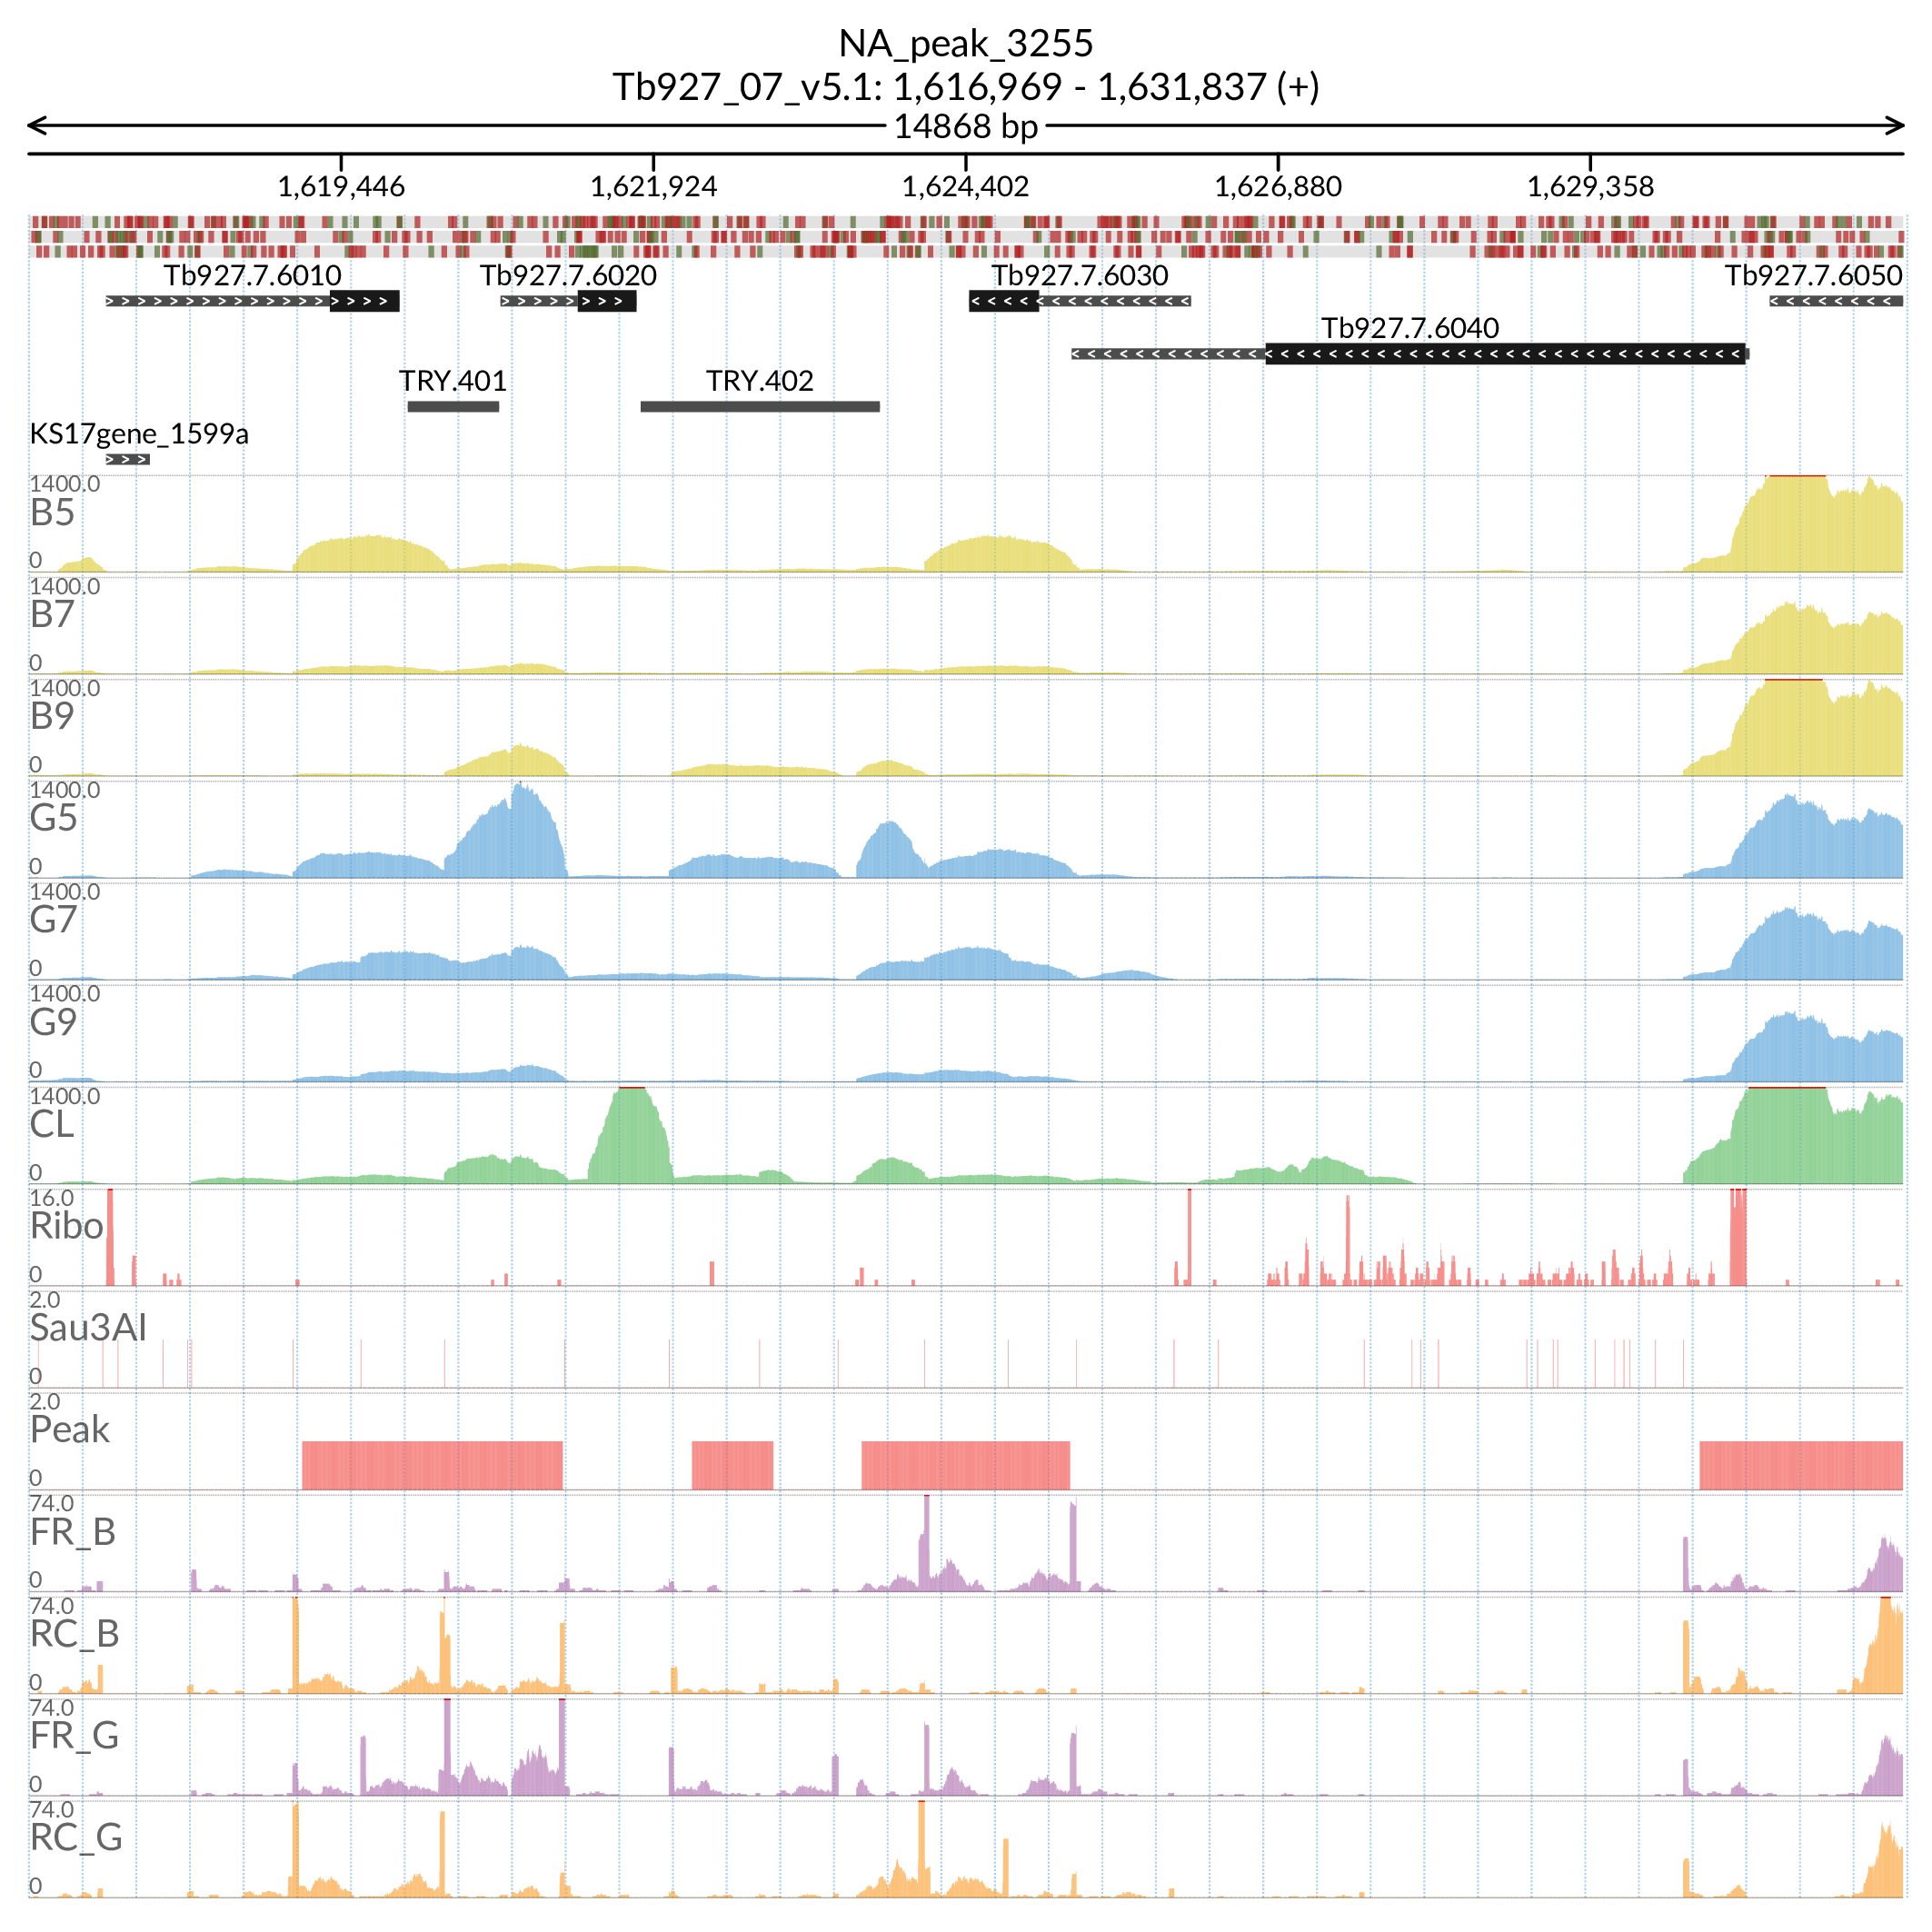 NA_peak_3255
Tb927_07_v5.1: 1,616,969 - 1,631,837 (+)
14868 bp
1,619,446 1,621,924 1,624,402 1,626,880 1,629,358
Tb927.7.6010 Tb927.7.6020 Tb927.7.6030 Tb927.7.6050
Tb927.7.6040
TRY.401 TRY.402
KS17gene_1599a
1400.0
B5
0
1400.0
B7
0
1400.0
B9
0
1400.0
G5
0
1400.0
G7
0
1400.0
G9
0
1400.0
CL
0
16.0
Ribo
0
2.0
Sau3AI
0
2.0
Peak
0
74.0
FR_B
0
74.0
RC_B
0
74.0
FR_G
0
74.0
RC_G
0